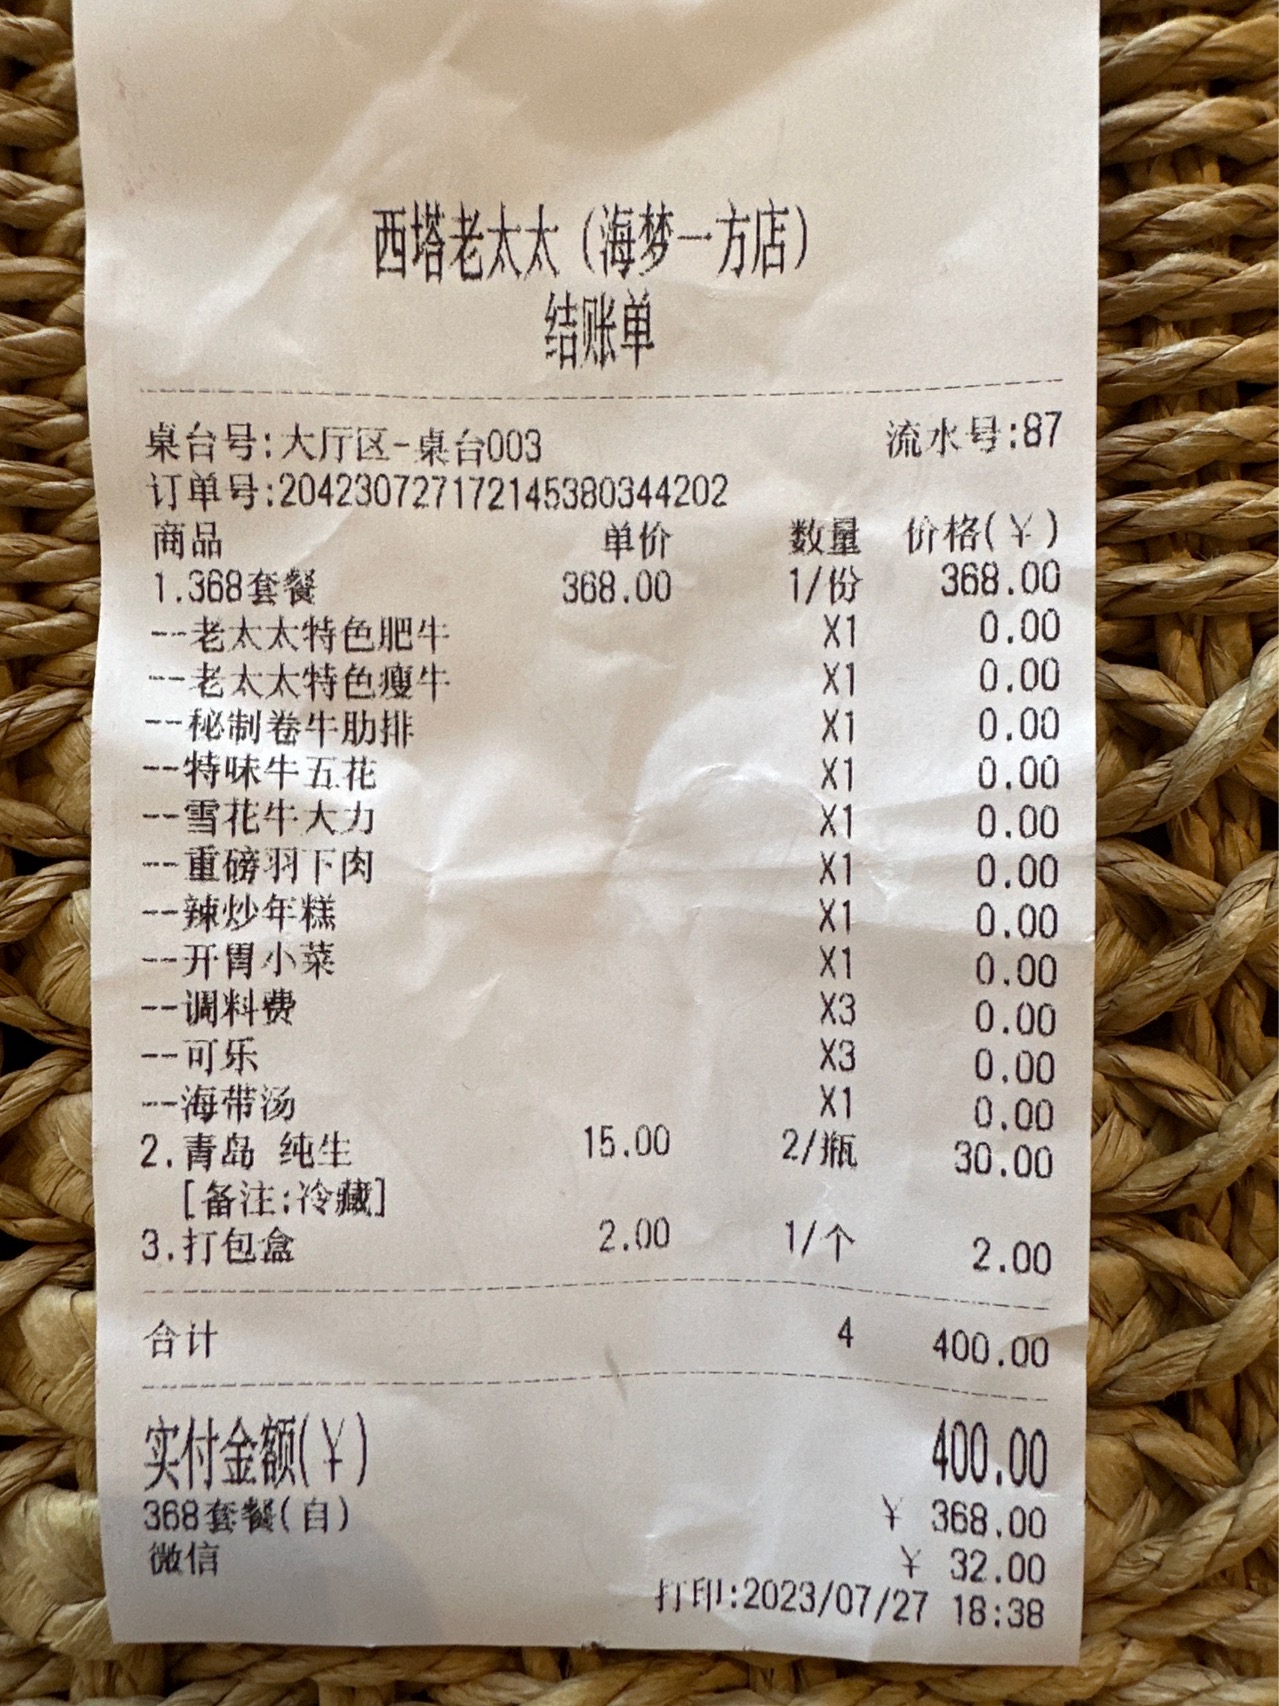 西塔老太太（海梦一方店）
结账单
桌台号:大厅区-桌台003 流水号:87
订单号:204230727172145380344202
商品 单价 数量 价格(¥)
1.368套餐 368.00 1/份 368.00
--老太太特色肥牛 X1 0.00
--老太太特色瘦牛 X1 0.00
--秘制卷牛肋排 X1 0.00
--特味牛五花 X1 0.00
--雪花牛大力 X1 0.00
--重磅羽下肉 X1 0.00
--辣炒年糕 X1 0.00
--开胃小菜 X1 0.00
--调料费 X3 0.00
--可乐 X3 0.00
--海带汤 X1 0.00
2.青岛 纯生 15.00 2/瓶 30.00
[备注:冷藏]
3.打包盒 2.00 1/个 2.00
合计 4 400.00
实付金额(¥) 400.00
368套餐(自) ¥ 368.00
微信 ¥ 32.00
打印:2023/07/27 18:38